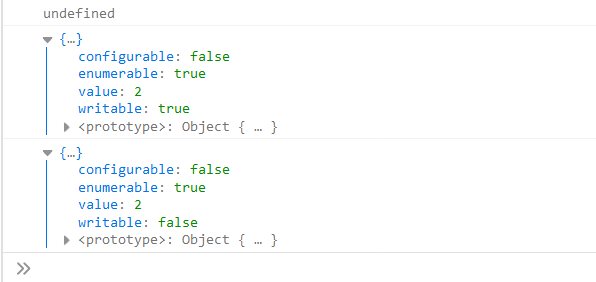 undefined
{…}
configurable: false
enumerable: true
value: 2
writable: true
<prototype>: Object { … }
{…}
configurable: false
enumerable: true
value: 2
writable: false
<prototype>: Object { … }